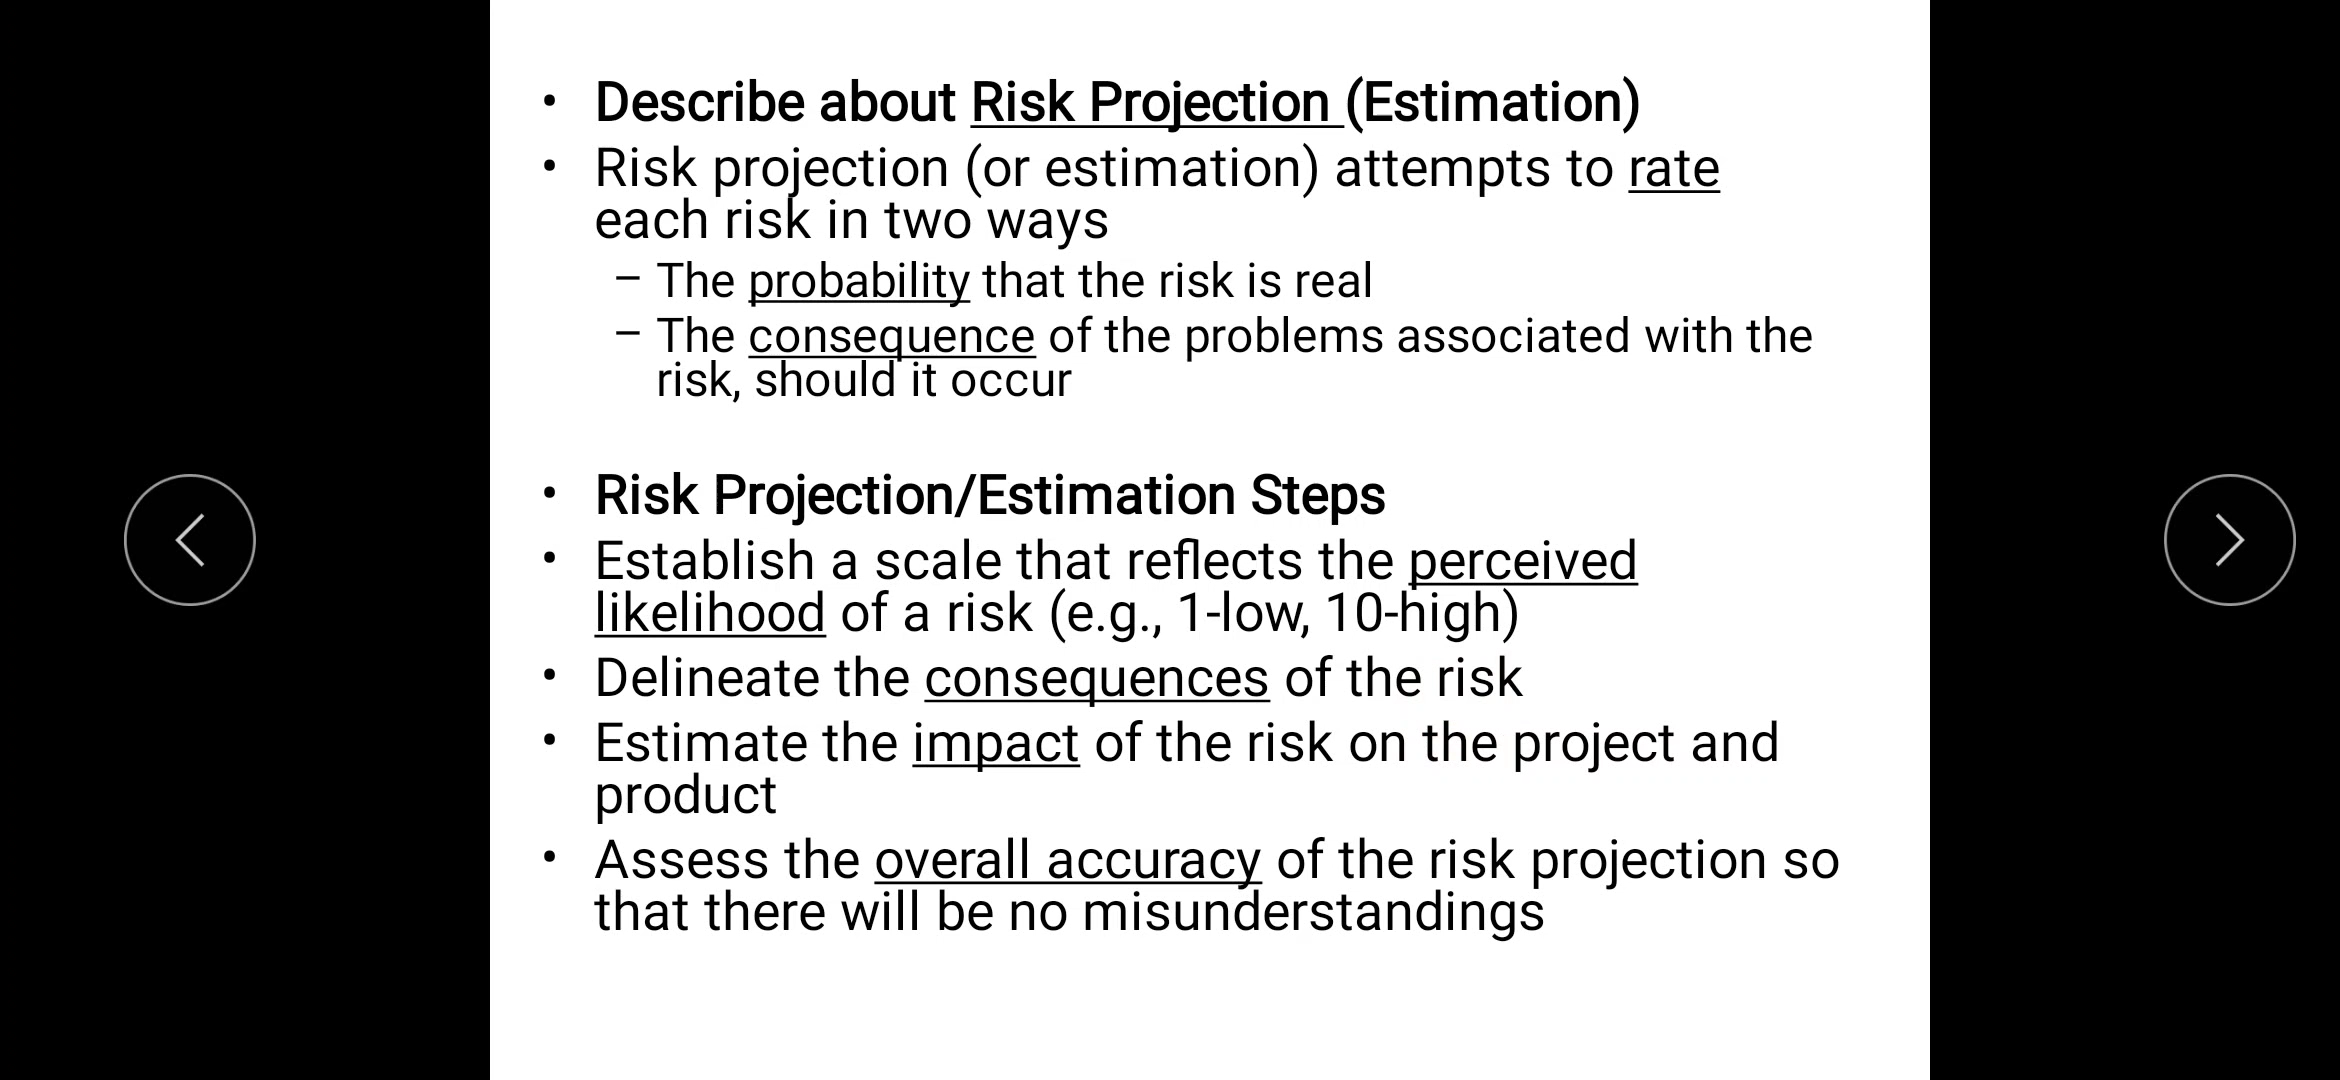 • Describe about Risk Projection (Estimation)
• Risk projection (or estimation) attempts to rate
each risk in two ways
– The probability that the risk is real
– The consequence of the problems associated with the
risk, should it occur
• Risk Projection/Estimation Steps
• Establish a scale that reflects the perceived
likelihood of a risk (e.g., 1-low, 10-high)
• Delineate the consequences of the risk
• Estimate the impact of the risk on the project and
product
• Assess the overall accuracy of the risk projection so
that there will be no misunderstandings